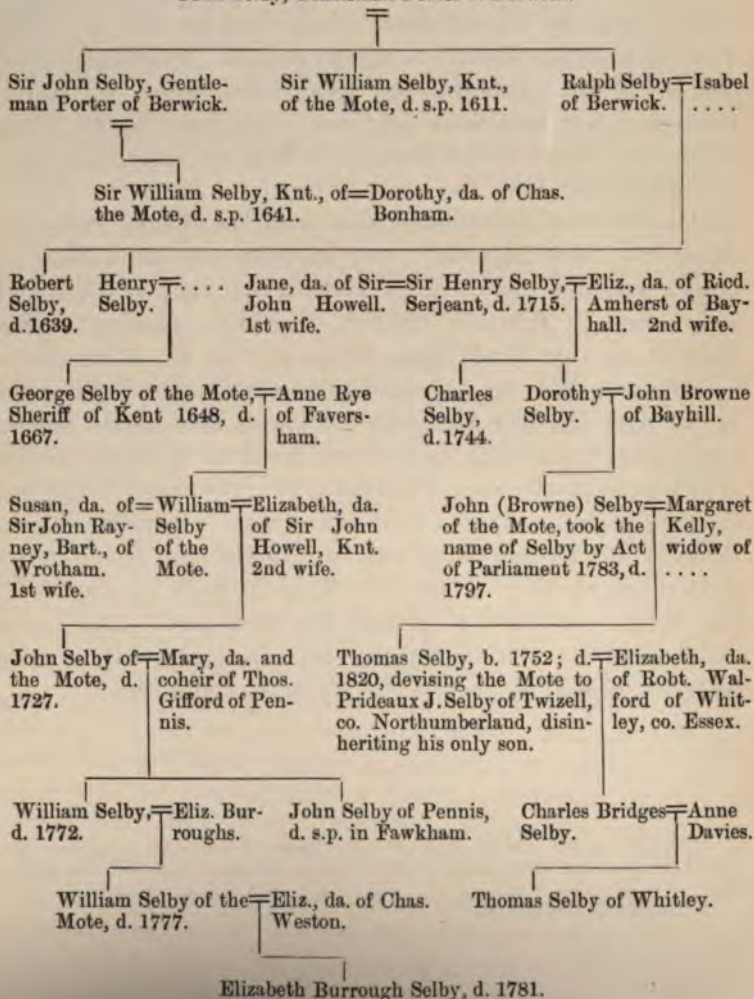 Sir John Selby, Gentle-
man Porter of Berwick.
Sir William Selby, Knt.,
of the Mote, d. s.p. 1611.
Ralph Selby=Isabel
of Berwick. ....
Sir William Selby, Knt., of=Dorothy, da. of Chas.
the Mote, d. s.p. 1641. Bonham.
Robert
Selby,
d. 1639.
Henry=....
Selby.
Jane, da. of Sir=Sir Henry Selby,=Eliz., da. of Ricd.
John Howell. Serjeant, d. 1715. Amherst of Bay-
1st wife. hall. 2nd wife.
George Selby of the Mote,=Anne Rye
Sheriff of Kent 1648, d. of Favers-
1667. ham.
Charles
Selby,
d. 1744.
Dorothy=John Browne
Selby. of Bayhill.
Susan, da. of=William=Elizabeth, da.
Sir John Ray- Selby of Sir John
ney, Bart., of of the Howell, Knt.
Wrotham. Mote. 2nd wife.
1st wife.
John (Browne) Selby=Margaret
of the Mote, took the Kelly,
name of Selby by Act widow of
of Parliament 1783, d. ....
1797.
John Selby of=Mary, da. and
the Mote, d. coheir of Thos.
1727. Gifford of Pen-
nis.
Thomas Selby, b. 1752; d.=Elizabeth, da.
1820, devising the Mote to of Robt. Wal-
Prideaux J. Selby of Twizell, ford of Whit-
co. Northumberland, disin- ley, co. Essex.
heriting his only son.
William Selby,=Eliz. Bur-
d. 1772. roughs.
John Selby of Pennis,
d. s.p. in Fawkham.
Charles Bridges=Anne
Selby. Davies.
William Selby of the=Eliz., da. of Chas.
Mote, d. 1777. Weston.
Thomas Selby of Whitley.
Elizabeth Burrough Selby, d. 1781.